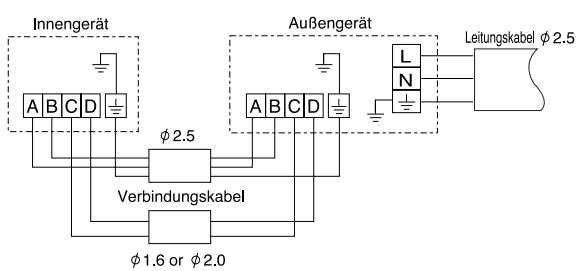 Innengerät
Außengerät
Leitungskabel ϕ 2.5
L
N
A B C D
A B C D
ϕ 2.5
Verbindungskabel
ϕ 1.6 or ϕ 2.0